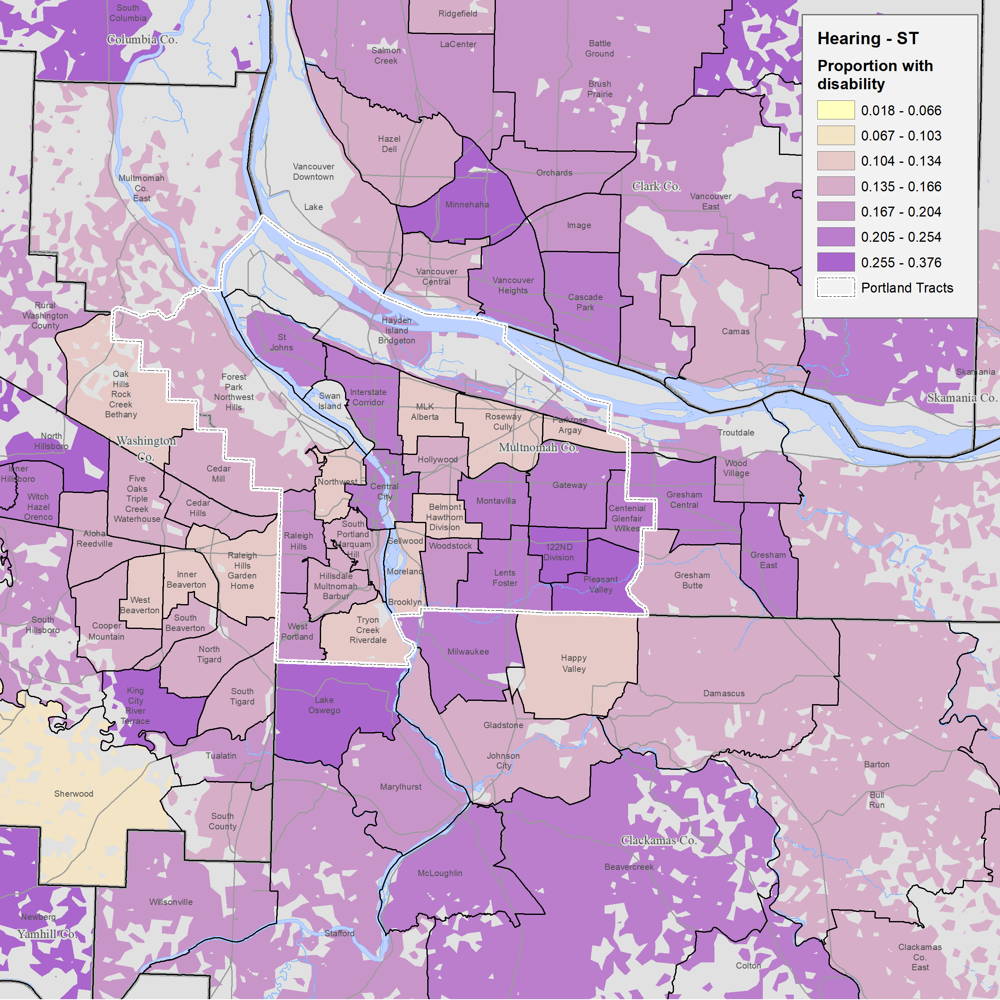 South
Columbia
Columbia Co.
Ridgefield
LaCenter
Salmon
Creek
Battle
Ground
Brush
Prairie
Hearing - ST
Proportion with
disability
0.018 - 0.066
0.067 - 0.103
0.104 - 0.134
0.135 - 0.166
0.167 - 0.204
0.205 - 0.254
0.255 - 0.376
Portland Tracts
Hazel
Dell
Vancouver
Downtown
Lake
Multmomah
Co.
East
Orchards
Clark Co.
Vancouver
East
Minnehaha
Image
Vancouver
Central
Vancouver
Heights
Cascade
Park
Rural
Washington
County
Hayden
Island
Bridgeton
St
Johns
Camas
Skamania
Skamania Co.
Oak
Hills
Rock
Creek
Bethany
Forest
Park
Northwest
Hills
Swan
Island
Interstate
Corridor
MLK
Alberta
Roseway
Cully
Parkrose
Argay
Troutdale
North
Hillsboro
Washington
Co.
Multnomah Co.
Hollywood
Wood
Village
Inner
Hillsboro
Cedar
Mill
Five
Oaks
Triple
Creek
Waterhouse
Northwest
Central
City
Gateway
Witch
Hazel
Orenco
Cedar
Hills
Belmont
Hawthorn
Division
Montavilla
Centenial
Glenfair
Wilkes
Gresham
Central
Aloha
Reedville
Raleigh
Hills
South
Portland
Marquam
Hill
Sellwood
Moreland
Brooklyn
Woodstock
122ND
Division
Gresham
East
Raleigh
Hills
Garden
Home
Inner
Beaverton
Hillsdale
Multnomah
Barbur
Lents
Foster
Pleasant
Valley
Gresham
Butte
West
Beaverton
South
Beaverton
South
Hillsboro
Cooper
Mountain
West
Portland
Tryon
Creek
Riverdale
North
Tigard
Milwaukee
Happy
Valley
Damascus
King
City
River
Terrace
South
Tigard
Lake
Oswego
Gladstone
Johnson
City
Tualatin
Barton
Sherwood
Marylhurst
Bull
Run
South
County
Clackamas Co.
McLoughlin
Beavercreek
Willsonville
Newberg
Yamhill Co.
Stafford
Colton
Clackamas
Co.
East